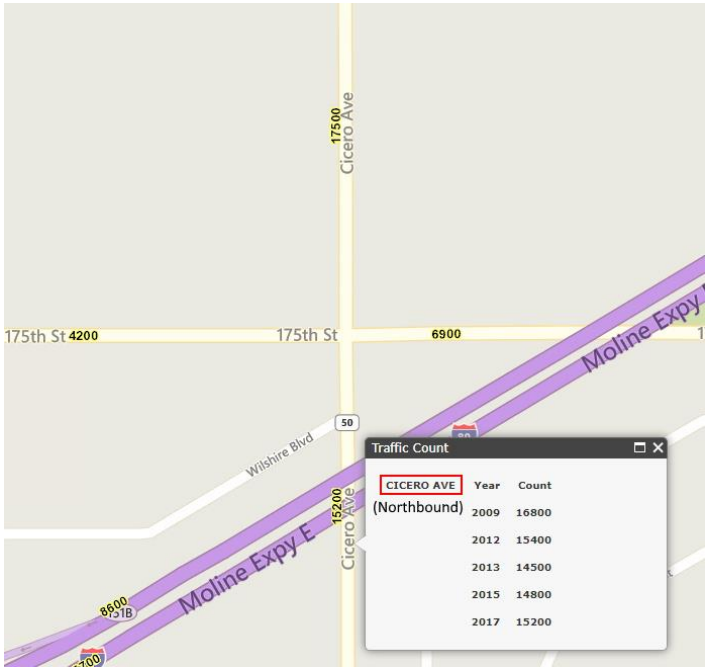 17500
Cicero Ave
175th St
4200
175th St
6900
Moline Expy
50
80
Wilshire Blvd
Traffic Count
CICERO AVE Year Count
(Northbound) 2009 16800
2012 15400
2013 14500
2015 14800
2017 15200
15200
Cicero Ave
Moline Expy E
8600